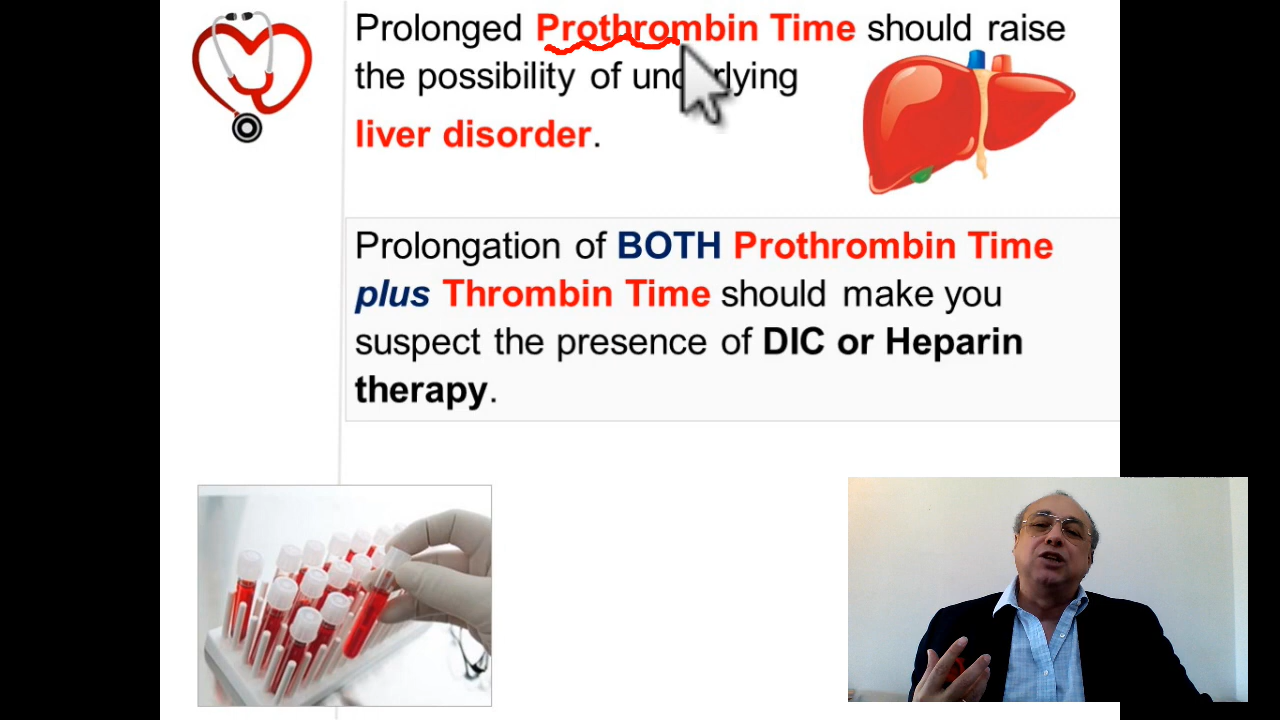 Prolonged Prothrombin Time should raise
the possibility of underlying
liver disorder.
Prolongation of BOTH Prothrombin Time
plus Thrombin Time should make you
suspect the presence of DIC or Heparin
therapy.